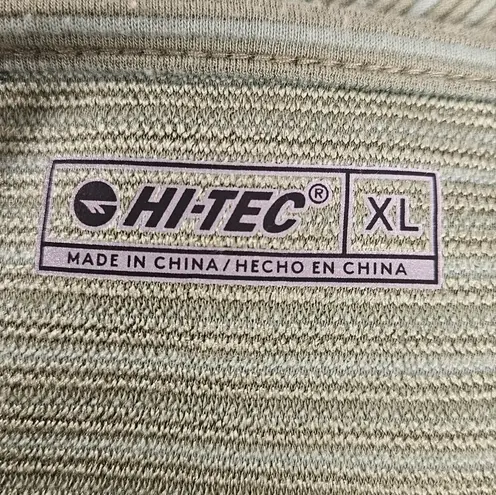 HI-TEC® XL
MADE IN CHINA/HECHO EN CHINA